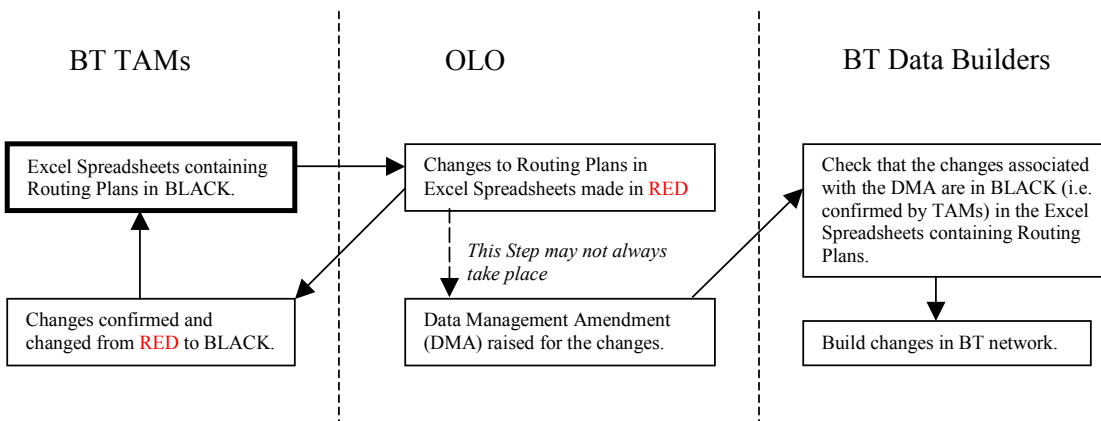 BT TAMs
OLO
BT Data Builders
Excel Spreadsheets containing
Routing Plans in BLACK.
Changes to Routing Plans in
Excel Spreadsheets made in RED
Check that the changes associated
with the DMA are in BLACK (i.e.
confirmed by TAMs) in the Excel
Spreadsheets containing Routing
Plans.
This Step may not always
take place
Changes confirmed and
changed from RED to BLACK.
Data Management Amendment
(DMA) raised for the changes.
Build changes in BT network.